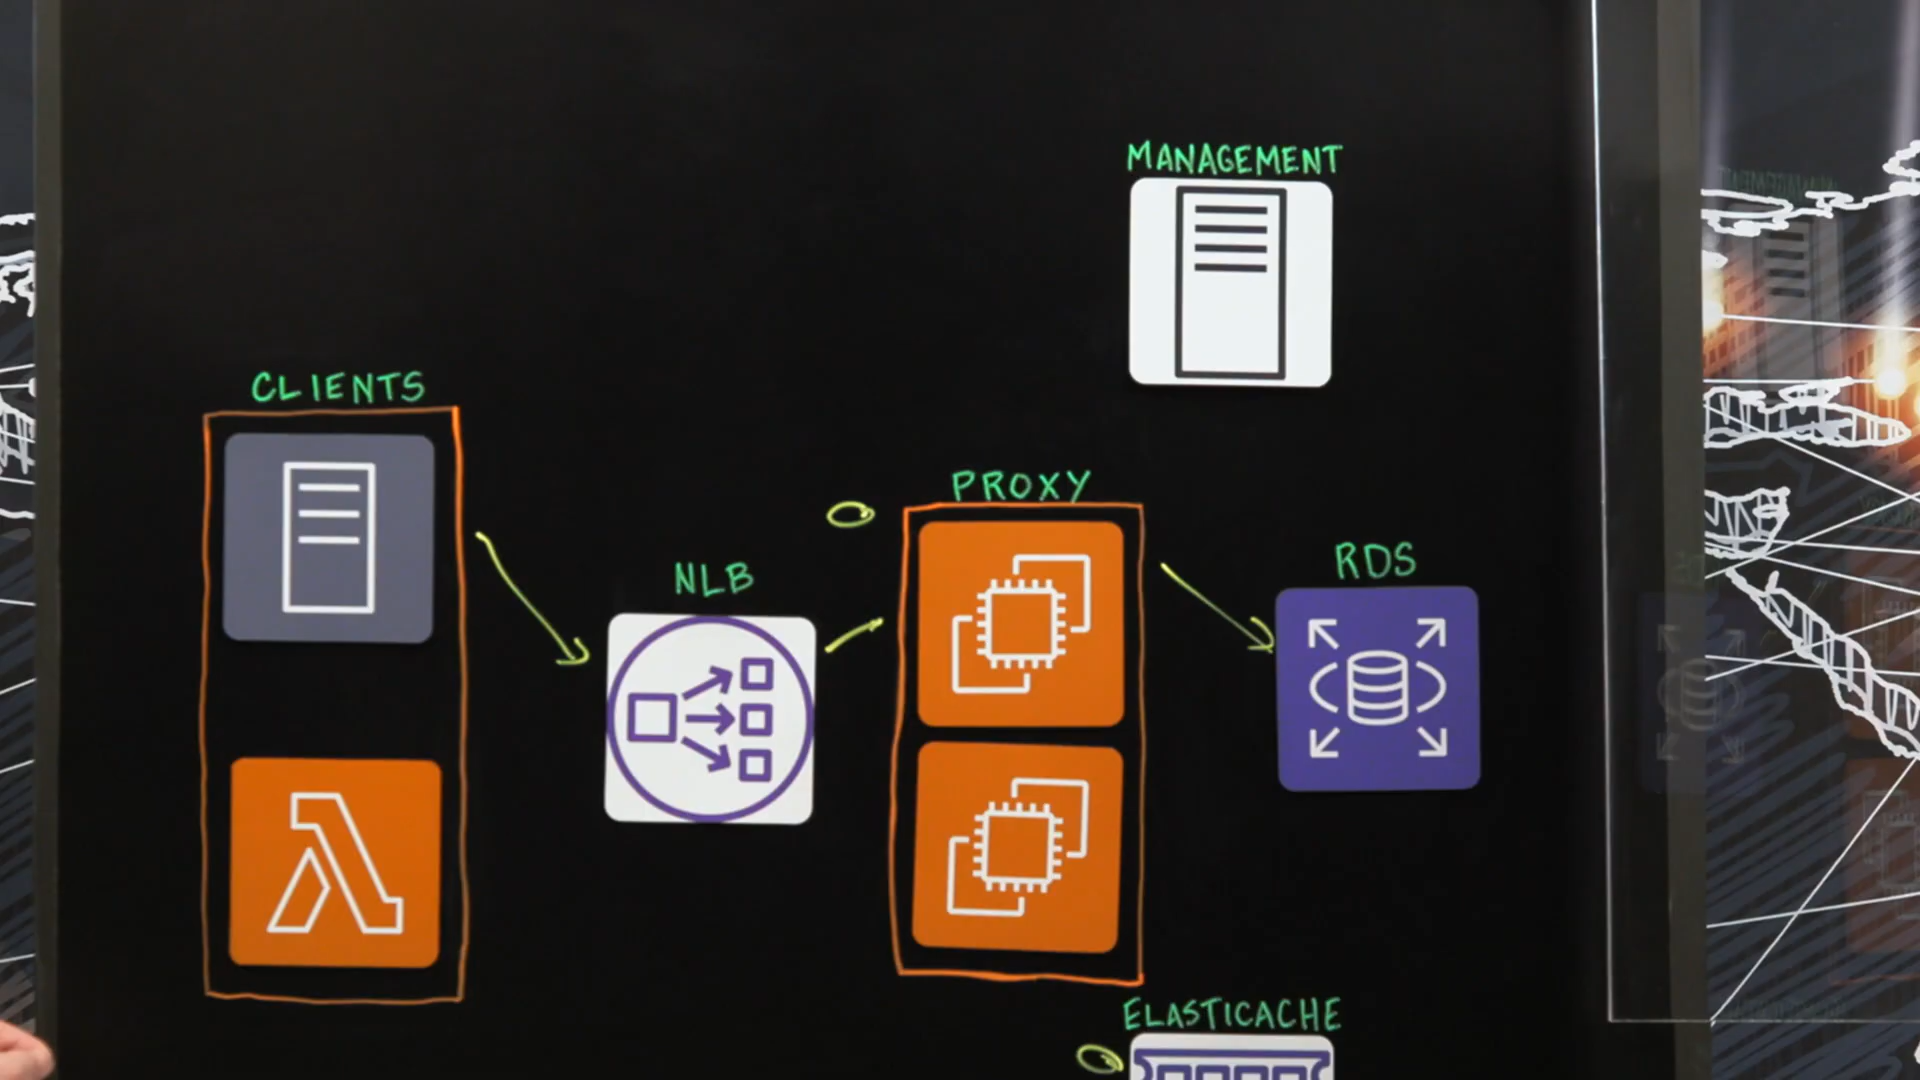 MANAGEMENT
CLIENTS
PROXY
RDS
NLB
ELASTICACHE